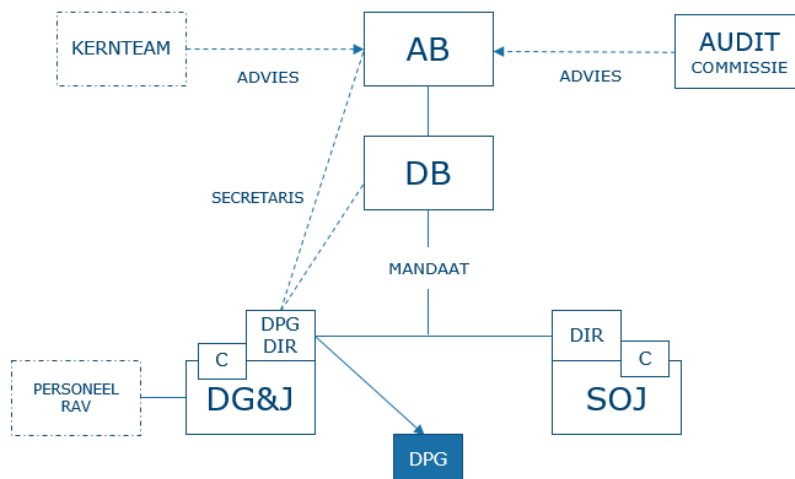 KERNTEAM
AB
AUDIT
COMMISSIE
ADVIES
ADVIES
DB
SECRETARIS
MANDAAT
DPG
DIR
DIR
C
C
PERSONEEL
RAV
DG&J
SOJ
DPG